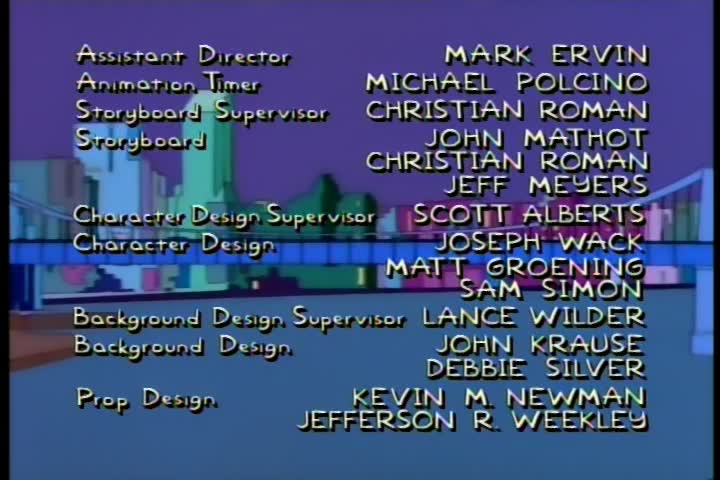 Assistant Director MARK ERVIN
Animation Timer MICHAEL POLCINO
Storyboard Supervisor CHRISTIAN ROMAN
Storyboard JOHN MATHOT
CHRISTIAN ROMAN
JEFF MEYERS
Character Design Supervisor SCOTT ALBERTS
Character Design JOSEPH WACK
MATT GROENING
SAM SIMON
Background Design Supervisor LANCE WILDER
Background Design JOHN KRAUSE
DEBBIE SILVER
Prop Design KEVIN M. NEWMAN
JEFFERSON R. WEEKLEY